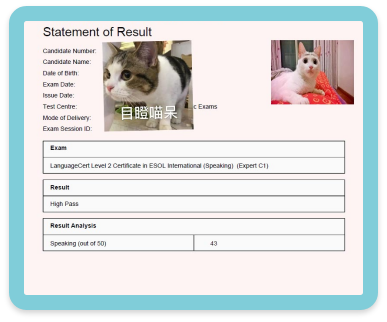 Statement of Result
Candidate Number:
Candidate Name:
Date of Birth:
Exam Date:
Issue Date:
Test Centre: c Exams
Mode of Delivery:
Exam Session ID:
目瞪喵呆
Exam
LanguageCert Level 2 Certificate in ESOL International (Speaking) (Expert C1)
Result
High Pass
Result Analysis
Speaking (out of 50) 43